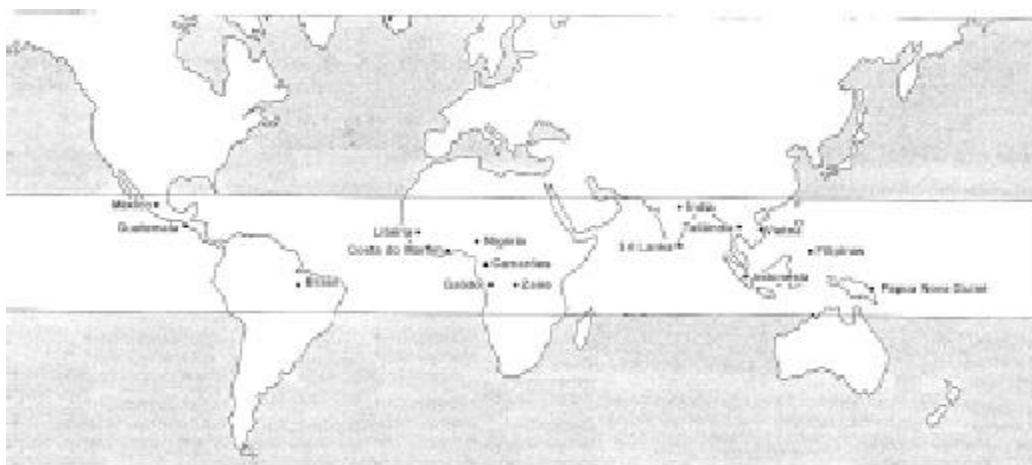 México
Guatemala
Brasil
Libéria
Costa do Marfim
Nigéria
Camarões
Gabão
Zaire
Índia
Sri Lanka
Tailândia
Filipinas
Indonésia
Papua Nova Guiné